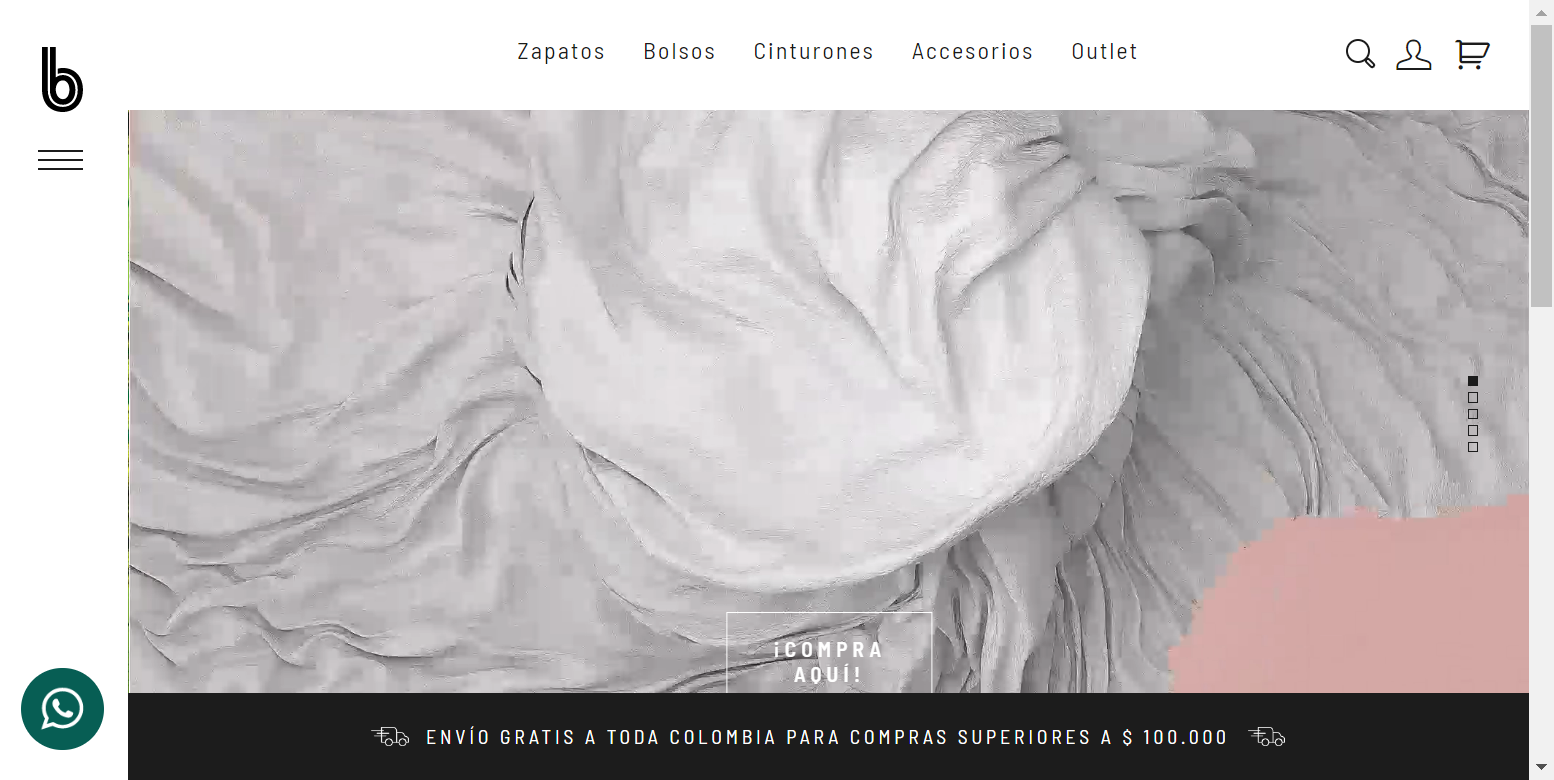 b
Zapatos Bolsos Cinturones Accesorios Outlet
¡COMPRA
AQUÍ!
ENVÍO GRATIS A TODA COLOMBIA PARA COMPRAS SUPERIORES A $ 100.000